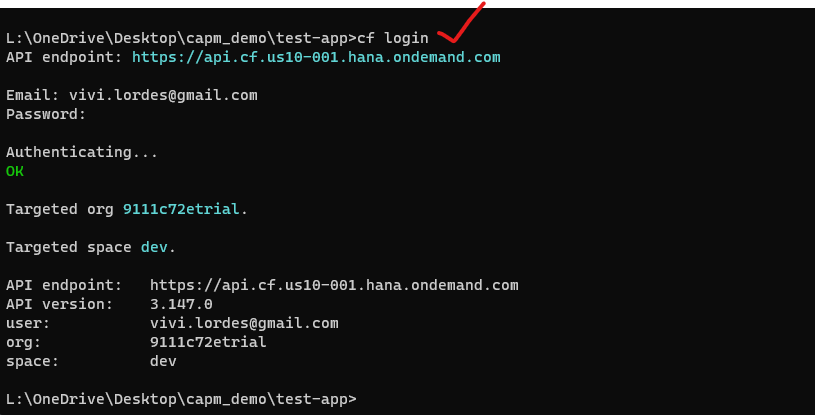 L:\OneDrive\Desktop\capm_demo\test-app>cf login
API endpoint: https://api.cf.us10-001.hana.ondemand.com
Email: vivi.lordes@gmail.com
Password:
Authenticating...
OK
Targeted org 9111c72etrial.
Targeted space dev.
API endpoint:   https://api.cf.us10-001.hana.ondemand.com
API version:    3.147.0
user:           vivi.lordes@gmail.com
org:            9111c72etrial
space:          dev
L:\OneDrive\Desktop\capm_demo\test-app>